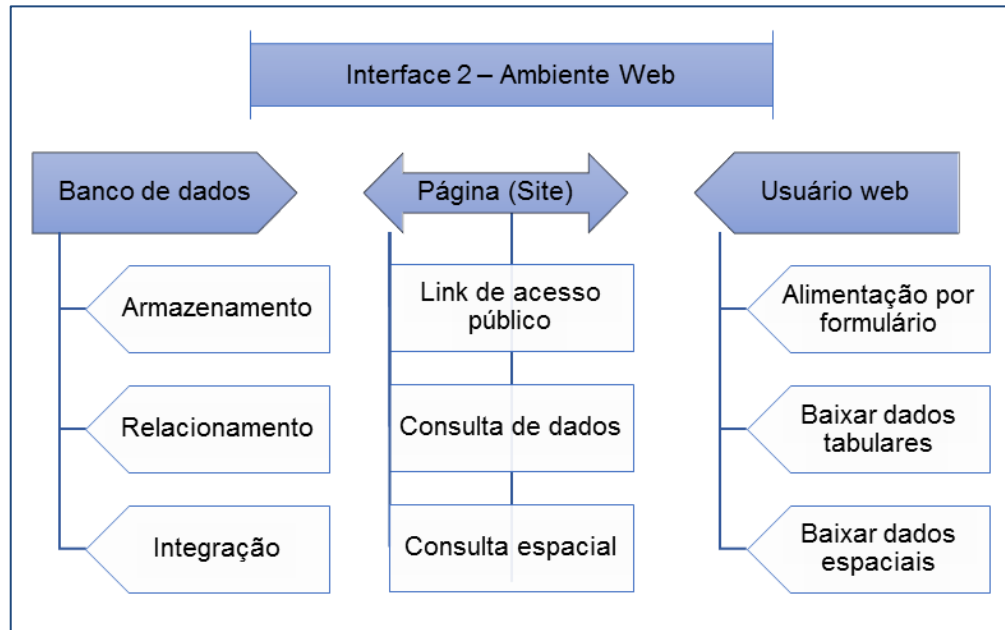 Interface 2 – Ambiente Web
Banco de dados
Página (Site)
Usuário web
Armazenamento
Link de acesso
público
Alimentação por
formulário
Relacionamento
Consulta de dados
Baixar dados
tabulares
Integração
Consulta espacial
Baixar dados
espaciais